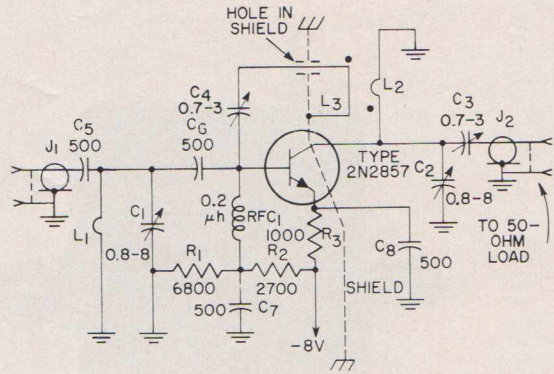 HOLE IN
SHIELD
C4
0.7-3
L3
L2
C3
0.7-3
J2
J1
C5
500
C6
500
TYPE
2N2857
C2
0.8-8
L1
C1
0.8-8
0.2
μh
RFC1
R1
6800
R2
2700
1000
R3
C8
500
500
C7
SHIELD
-8V
TO 50-
OHM
LOAD